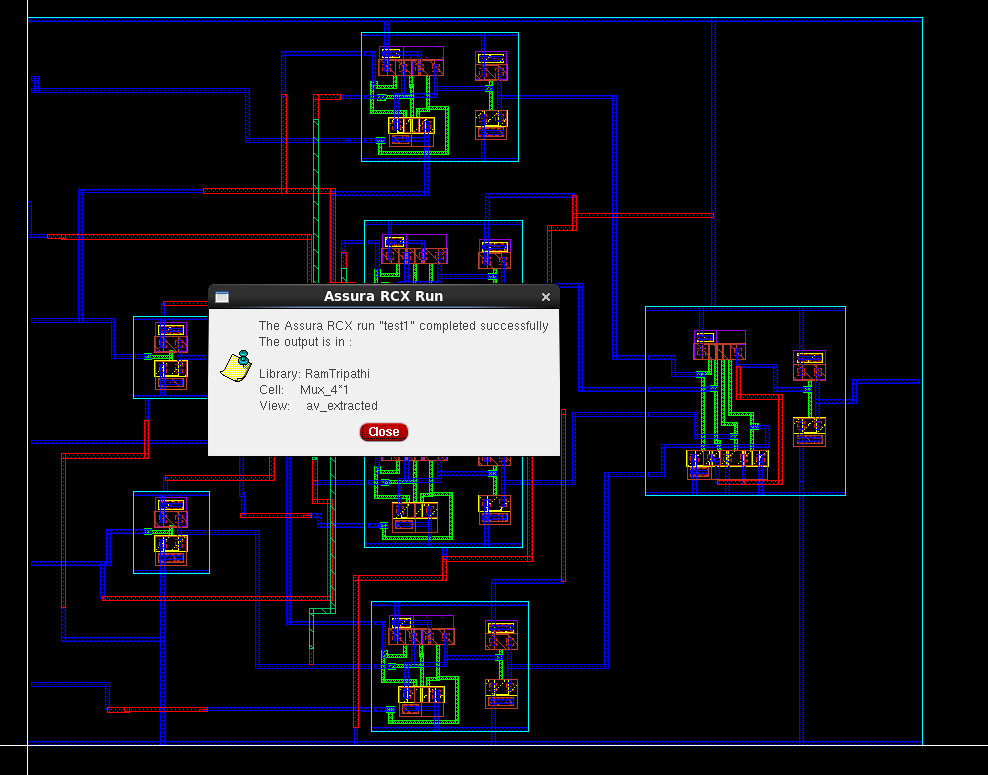 Assura RCX Run
The Assura RCX run "test1" completed successfully
The output is in :
Library: RamTripathi
Cell: Mux_4*1
View: av_extracted
Close